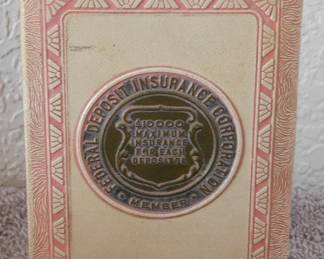 FEDERAL DEPOSIT INSURANCE CORPORATION
$10000
MAXIMUM
INSURANCE
FOR EACH
DEPOSITOR
MEMBER